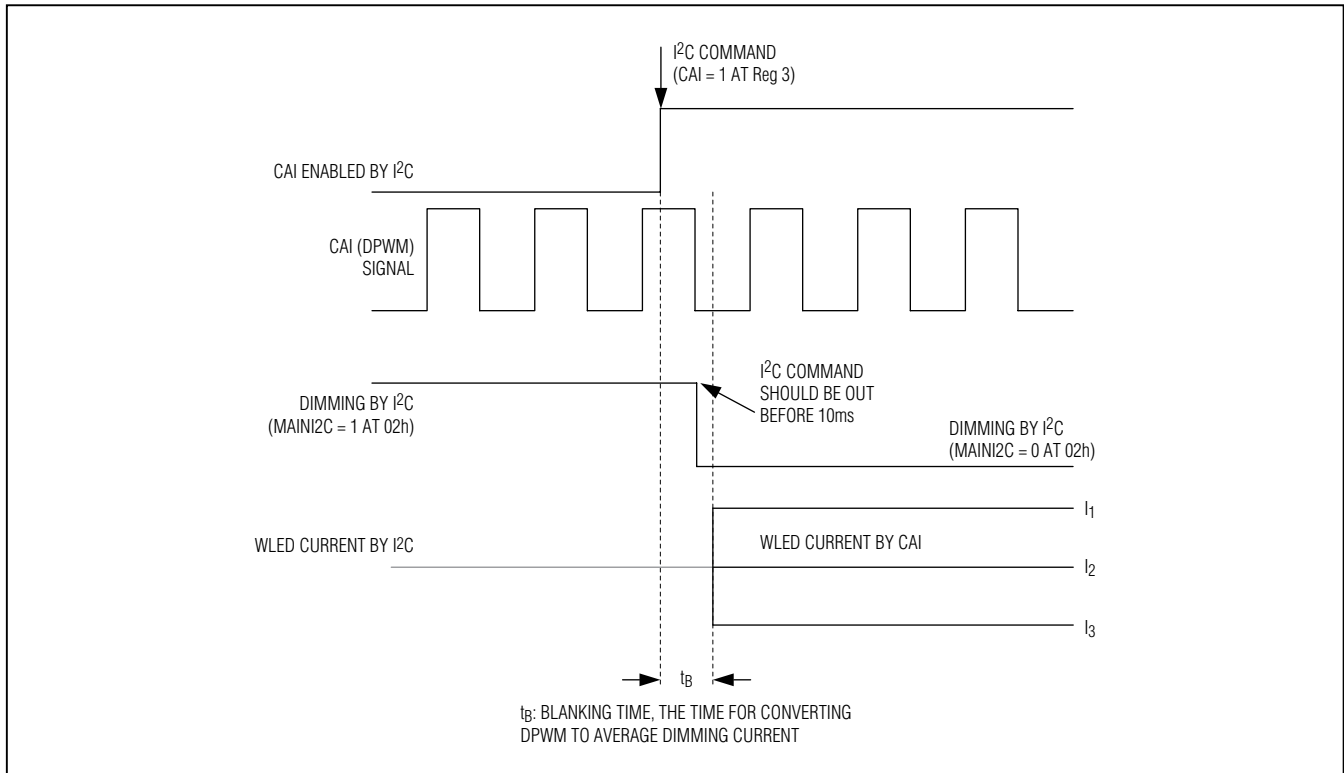 I²C COMMAND
(CAI = 1 AT Reg 3)
CAI ENABLED BY I²C
CAI (DPWM)
SIGNAL
I²C COMMAND
SHOULD BE OUT
BEFORE 10ms
DIMMING BY I²C
(MAINI2C = 1 AT 02h)
DIMMING BY I²C
(MAINI2C = 0 AT 02h)
I₁
WLED CURRENT BY I²C
WLED CURRENT BY CAI
I₂
I₃
t_B
t_B: BLANKING TIME, THE TIME FOR CONVERTING
DPWM TO AVERAGE DIMMING CURRENT